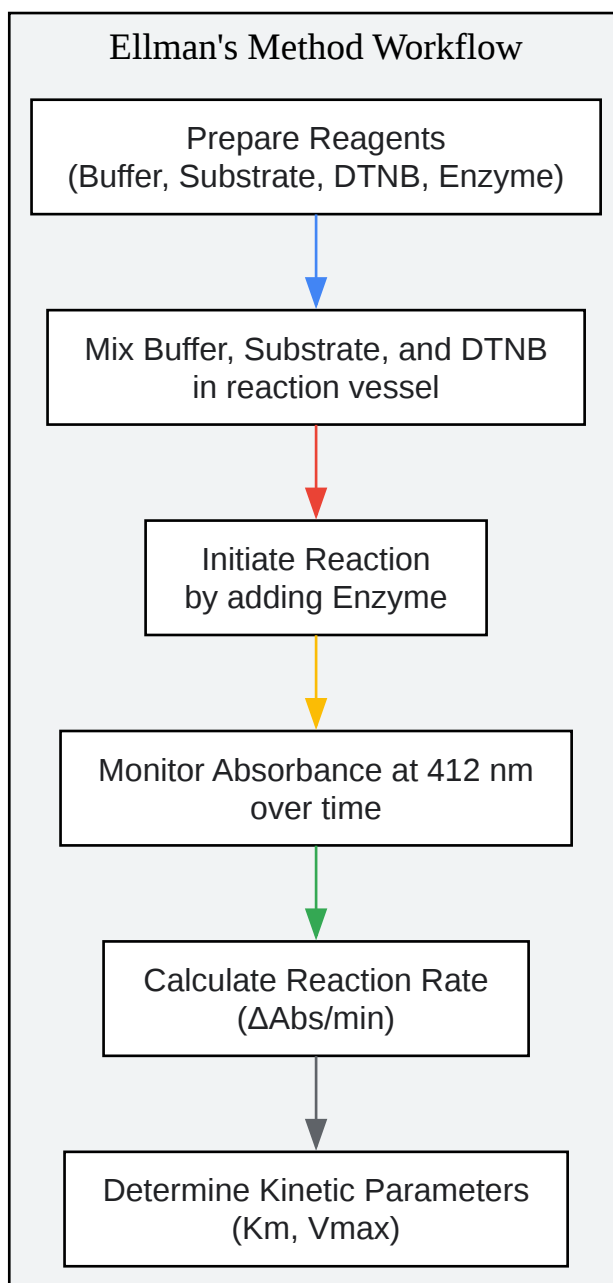 Ellman's Method Workflow
Prepare Reagents
(Buffer, Substrate, DTNB, Enzyme)
Mix Buffer, Substrate, and DTNB
in reaction vessel
Initiate Reaction
by adding Enzyme
Monitor Absorbance at 412 nm
over time
Calculate Reaction Rate
(ΔAbs/min)
Determine Kinetic Parameters
(Km, Vmax)